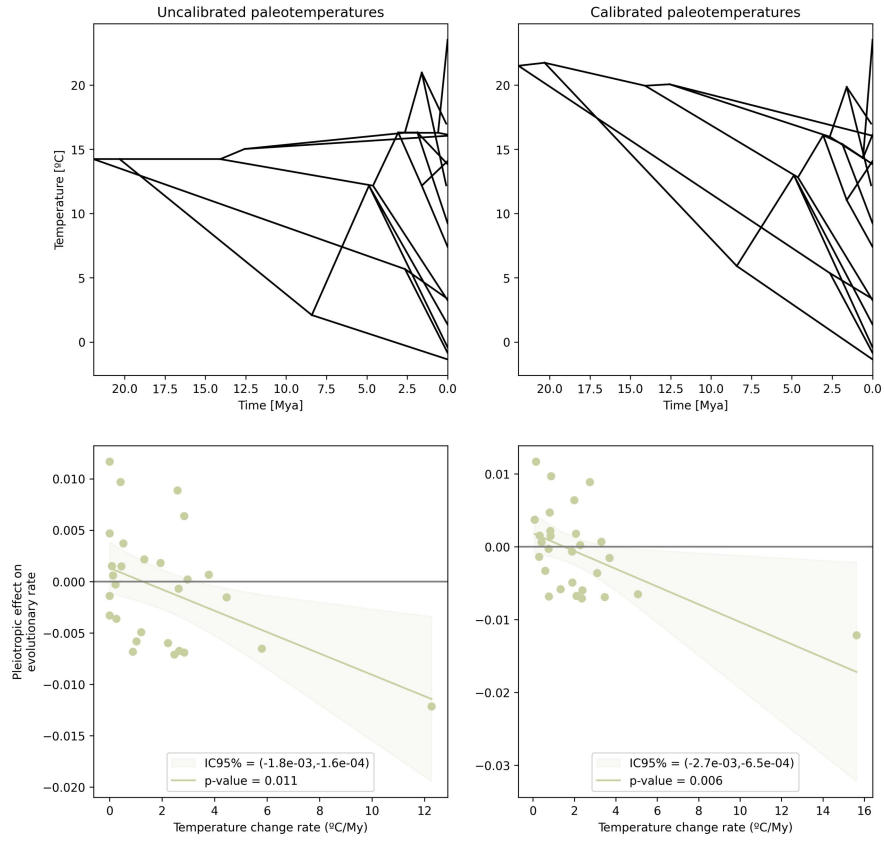 Uncalibrated paleotemperatures
Calibrated paleotemperatures
Temperature [ºC]
20
15
10
5
0
20.0 17.5 15.0 12.5 10.0 7.5 5.0 2.5 0.0
Time [Mya]
20
15
10
5
0
20.0 17.5 15.0 12.5 10.0 7.5 5.0 2.5 0.0
Time [Mya]
Pleiotropic effect on
evolutionary rate
0.010
0.005
0.000
−0.005
−0.010
−0.015
−0.020
IC95% = (-1.8e-03,-1.6e-04)
p-value = 0.011
0 2 4 6 8 10 12
Temperature change rate (ºC/My)
0.01
0.00
−0.01
−0.02
−0.03
IC95% = (-2.7e-03,-6.5e-04)
p-value = 0.006
0 2 4 6 8 10 12 14 16
Temperature change rate (ºC/My)